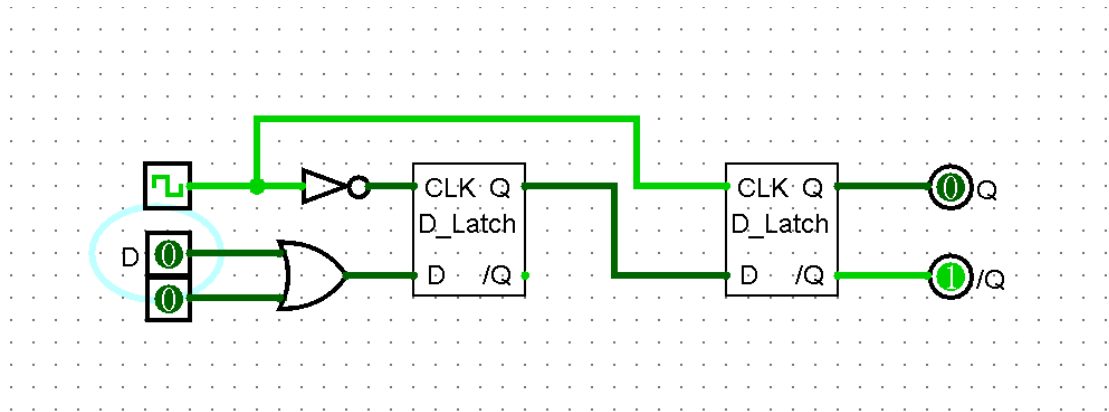 CLK Q
D_Latch
D /Q
CLK Q
D_Latch
D /Q
0 Q
1 /Q
D 0
0